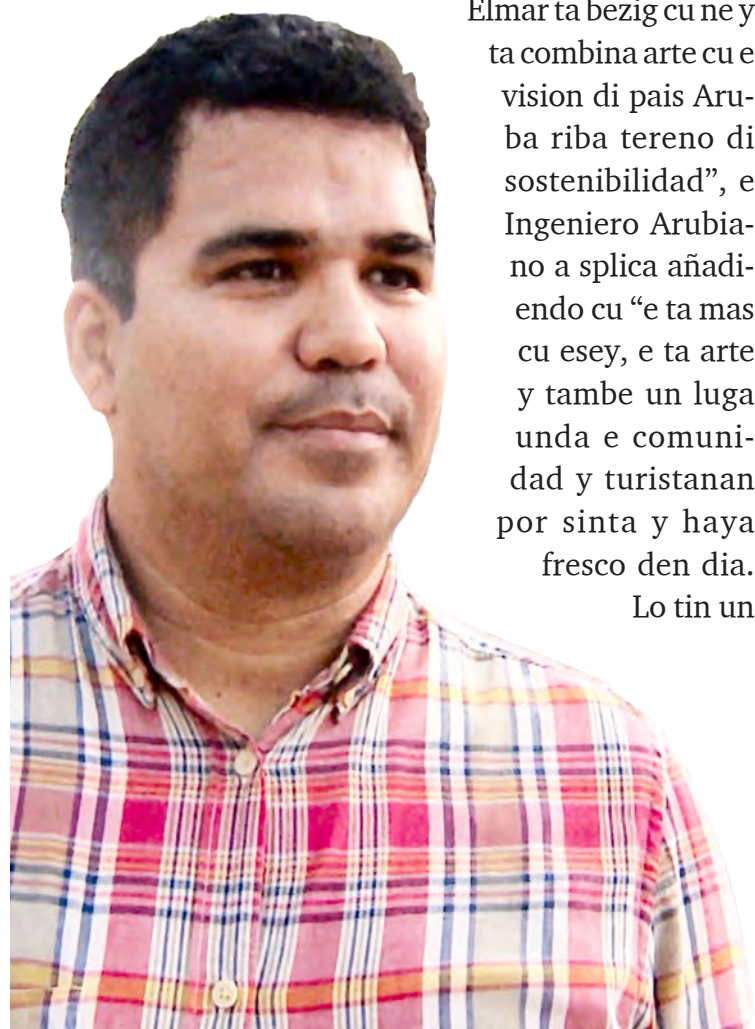 Elmar ta bezig cu ne y
ta combina arte cu e
vision di pais Aru-
ba riba tereno di
sostenibilidad”, e
Ingeniero Arubia-
no a splica añadi-
endo cu “e ta mas
cu esey, e ta arte
y tambe un luga
unda e comuni-
dad y turistanan
por sinta y haya
fresco den dia.
Lo tin un